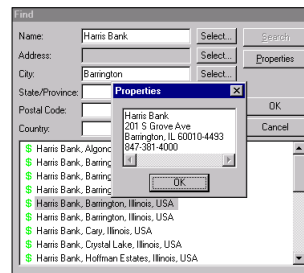 Find
Name: Harris Bank Select... Search
Address: Select... Properties
City: Barrington Select...
State/Province:
Postal Code: OK
Country: Cancel
Properties
Harris Bank
201 S Grove Ave
Barrington, IL 60010-4493
847-381-4000
OK
$ Harris Bank, Algonq
$ Harris Bank, Barring
$ Harris Bank, Barring
$ Harris Bank, Barring
$ Harris Bank, Barrington, Illinois, USA
$ Harris Bank, Barrington, Illinois, USA
$ Harris Bank, Cary, Illinois, USA
$ Harris Bank, Crystal Lake, Illinois, USA
$ Harris Bank, Hoffman Estates, Illinois, USA